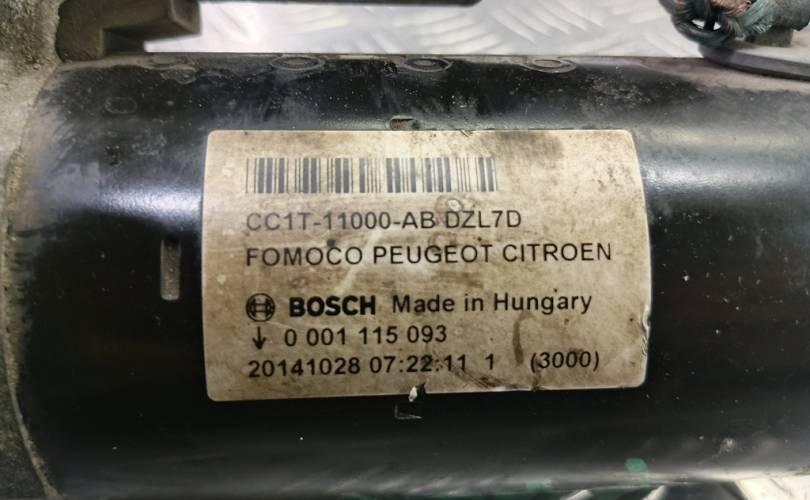 CC1T-11000-AB DZL7D
FOMOCO PEUGEOT CITROEN
BOSCH Made in Hungary
↓ 0 001 115 093
20141028 07:22:11 1 (3000)